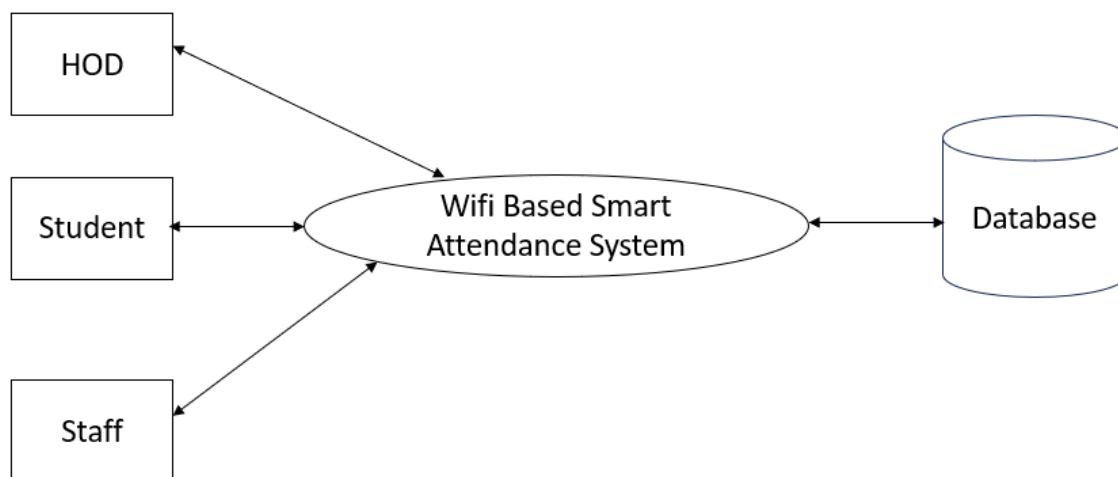 HOD
Student
Staff
Wifi Based Smart
Attendance System
Database